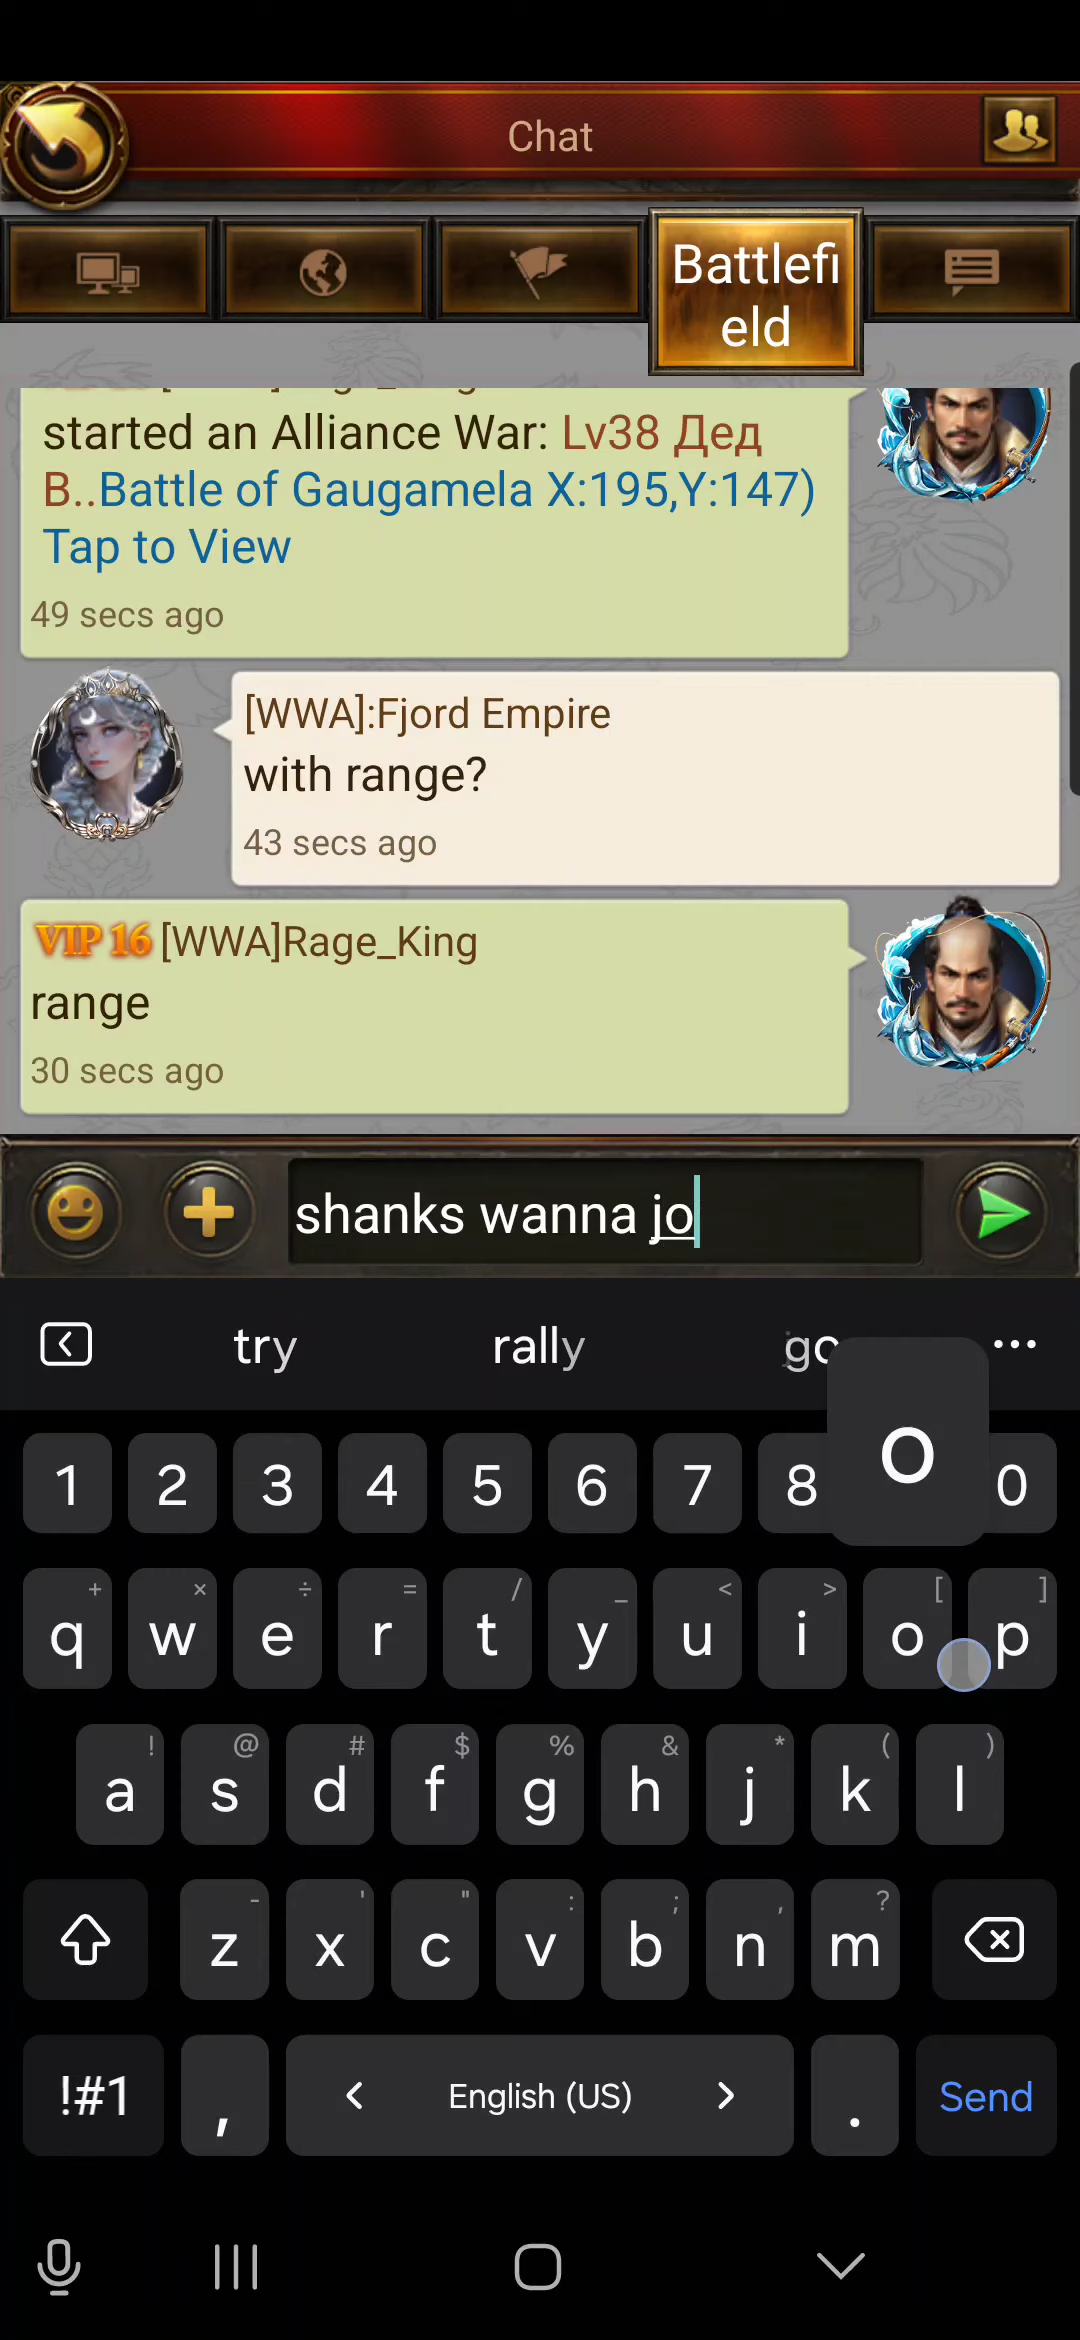 Chat
Battlefi
eld
started an Alliance War: Lv38 Дед
В..Battle of Gaugamela X:195,Y:147)
Tap to View
49 secs ago
[WWA]:Fjord Empire
with range?
43 secs ago
VIP 16 [WWA]Rage_King
range
30 secs ago
shanks wanna jo
try rally go
o
1 2 3 4 5 6 7 8 0
+ × ÷ = / _ < > [ ]
q w e r t y u i o p
! @ # $ % & * ( )
a s d f g h j k l
- ' " : ; , ?
z x c v b n m
!#1 , < English (US) > . Send